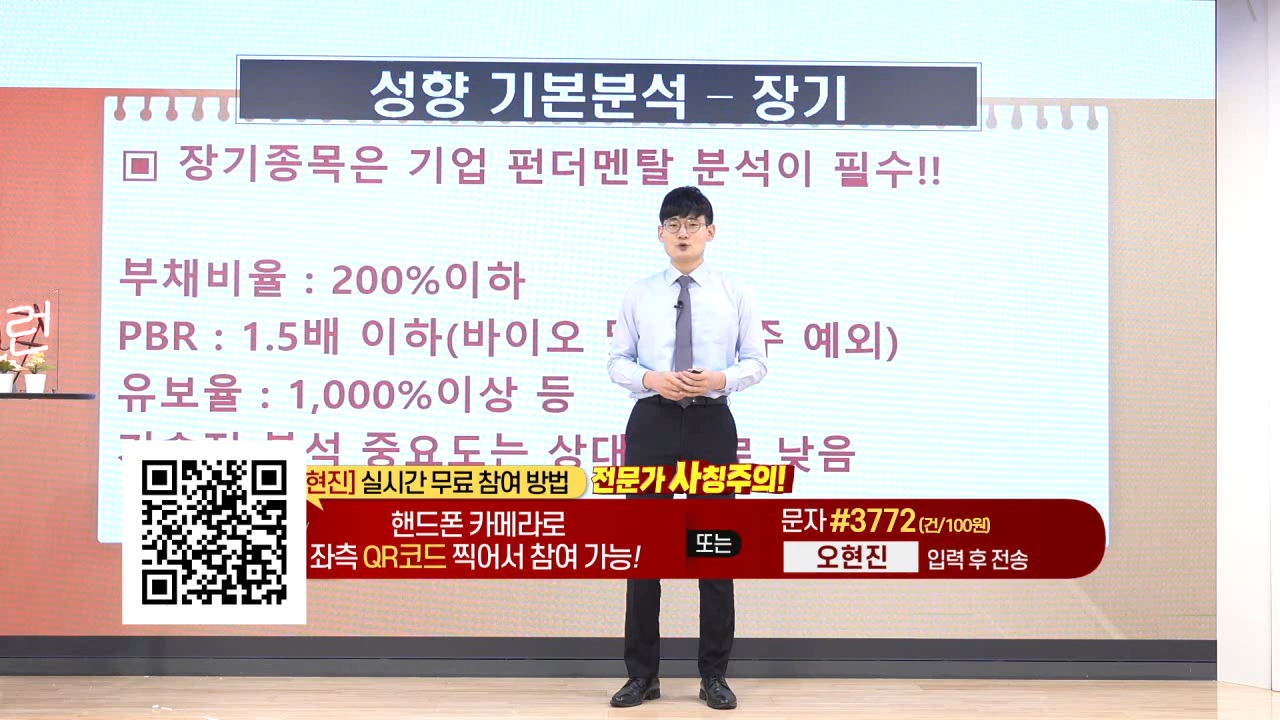 성향 기본분석 - 장기
▣ 장기종목은 기업 펀더멘탈 분석이 필수!!
부채비율 : 200%이하
PBR : 1.5배 이하(바이오 예외)
유보율 : 1,000%이상 등
분석 중요도는 낮음
러
현진] 실시간 무료 참여 방법
전문가 사칭주의!
핸드폰 카메라로
좌측 QR코드 찍어서 참여 가능!
또는
문자 #3772 (건/100원)
오현진 입력 후 전송